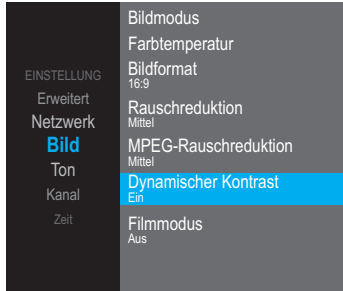 EINSTELLUNG
Erweitert
Netzwerk
Bild
Ton
Kanal
Zeit
Bildmodus
Farbtemperatur
Bildformat
16:9
Rauschreduktion
Mittel
MPEG-Rauschreduktion
Mittel
Dynamischer Kontrast
Ein
Filmmodus
Aus